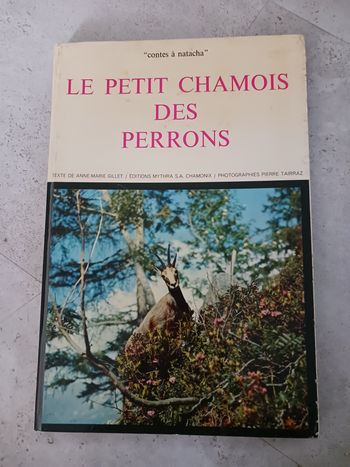 "contes à natacha"
LE PETIT CHAMOIS
DES
PERRONS
TEXTE DE ANNE-MARIE GILLET / ÉDITIONS MYTHRA S.A. CHAMONIX / PHOTOGRAPHIES PIERRE TAIRRAZ